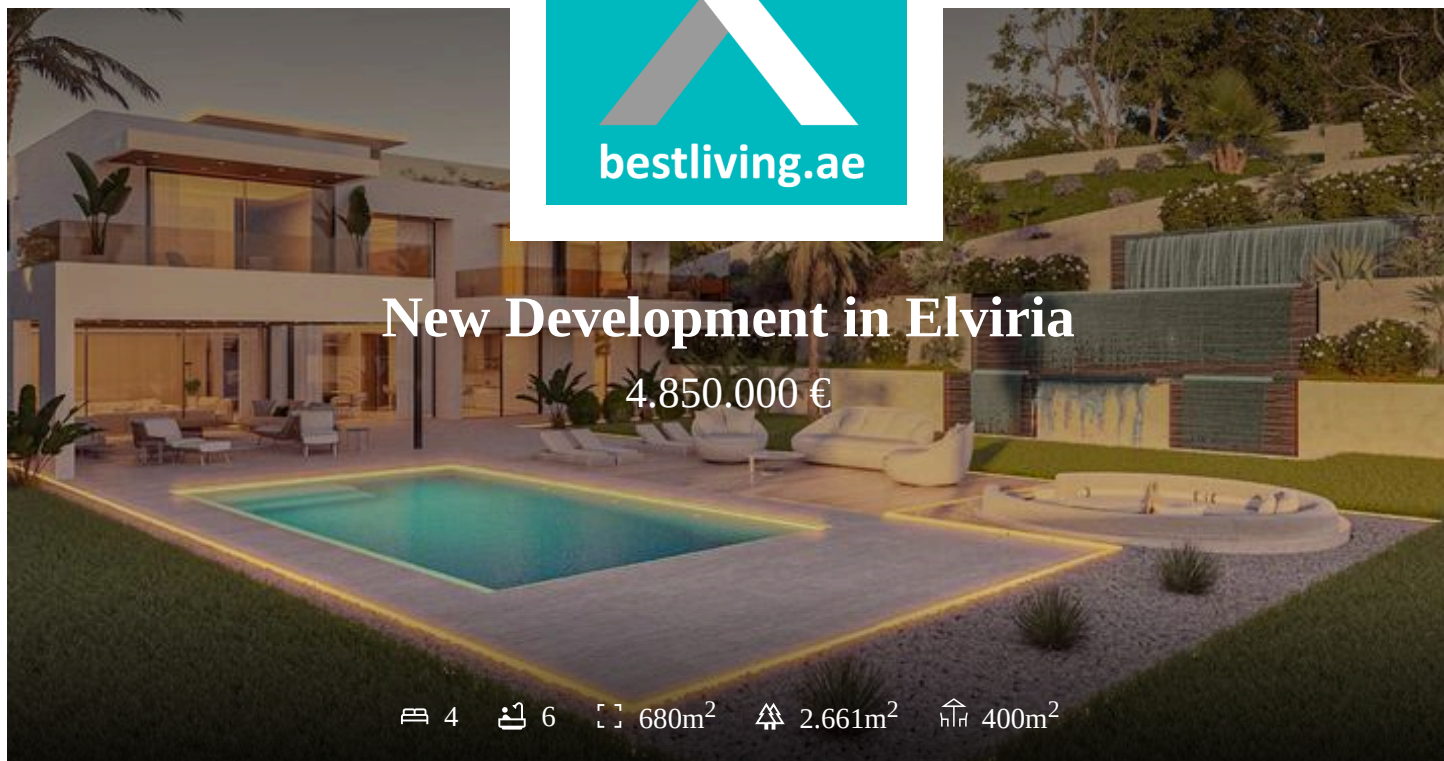 bestliving.ae
New Development in Elviria
4.850.000 €
4 6 680m² 2.661m² 400m²